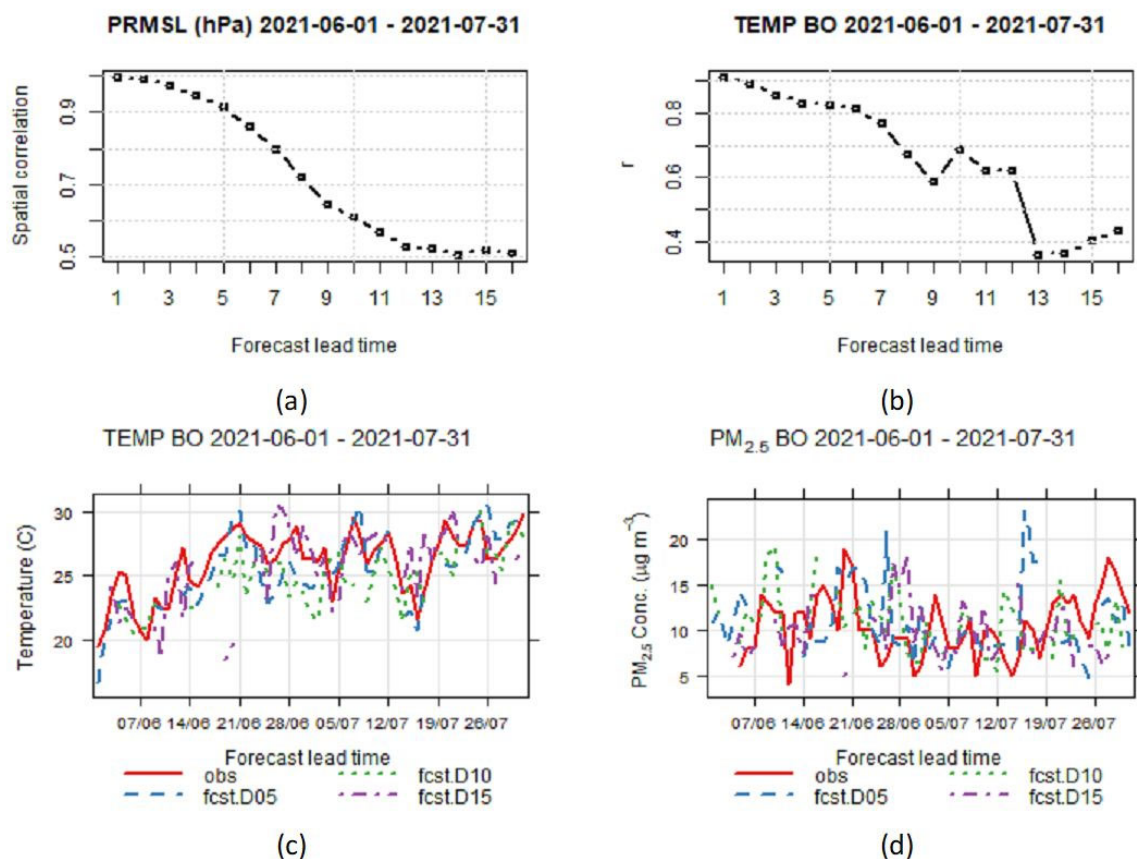 PRMSL (hPa) 2021-06-01 - 2021-07-31
Spatial correlation
0.9
0.7
0.5
1 3 5 7 9 11 13 15
Forecast lead time
(a)
TEMP BO 2021-06-01 - 2021-07-31
r
0.8
0.6
0.4
1 3 5 7 9 11 13 15
Forecast lead time
(b)
TEMP BO 2021-06-01 - 2021-07-31
Temperature (C)
30
25
20
07/06 14/06 21/06 28/06 05/07 12/07 19/07 26/07
Forecast lead time
obs fcst.D10
fcst.D05 fcst.D15
(c)
PM2.5 BO 2021-06-01 - 2021-07-31
PM2.5 Conc. (µg m−3)
20
15
10
5
07/06 14/06 21/06 28/06 05/07 12/07 19/07 26/07
Forecast lead time
obs fcst.D10
fcst.D05 fcst.D15
(d)